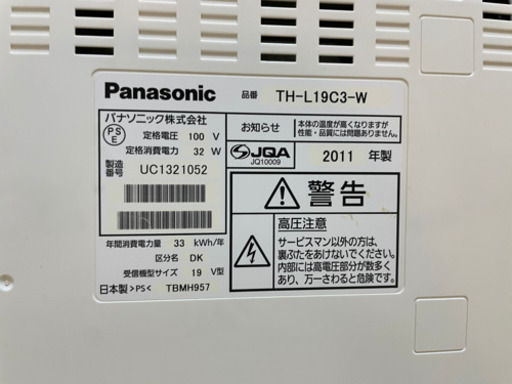 Panasonic
品番 TH-L19C3-W
パナソニック株式会社
PS
E
定格電圧 100 V
定格消費電力 32 W
製造
番号 UC1321052
お知らせ
本体の温度が高くなりますが
性能・品質には問題ありません。
JQA
JQ10009
2011 年製
年間消費電力量 33 kWh/年
区分名 DK
受信機型サイズ 19 V型
日本製 >PS< TBMH957
警告
高圧注意
サービスマン以外の方は、
裏ぶたをあけないでください。
内部には高電圧部分が数多く
あり、万一さわると危険です。